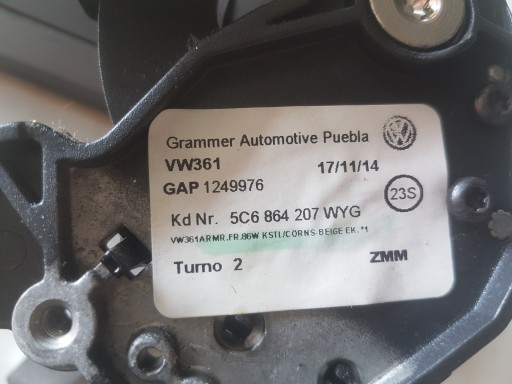 Grammer Automotive Puebla
VW361 17/11/14
GAP 1249976
23S
Kd Nr. 5C6 864 207 WYG
VW361ARMR.FR.86W KSTL/CORNS-BEIGE EK.*1
Turno 2 ZMM